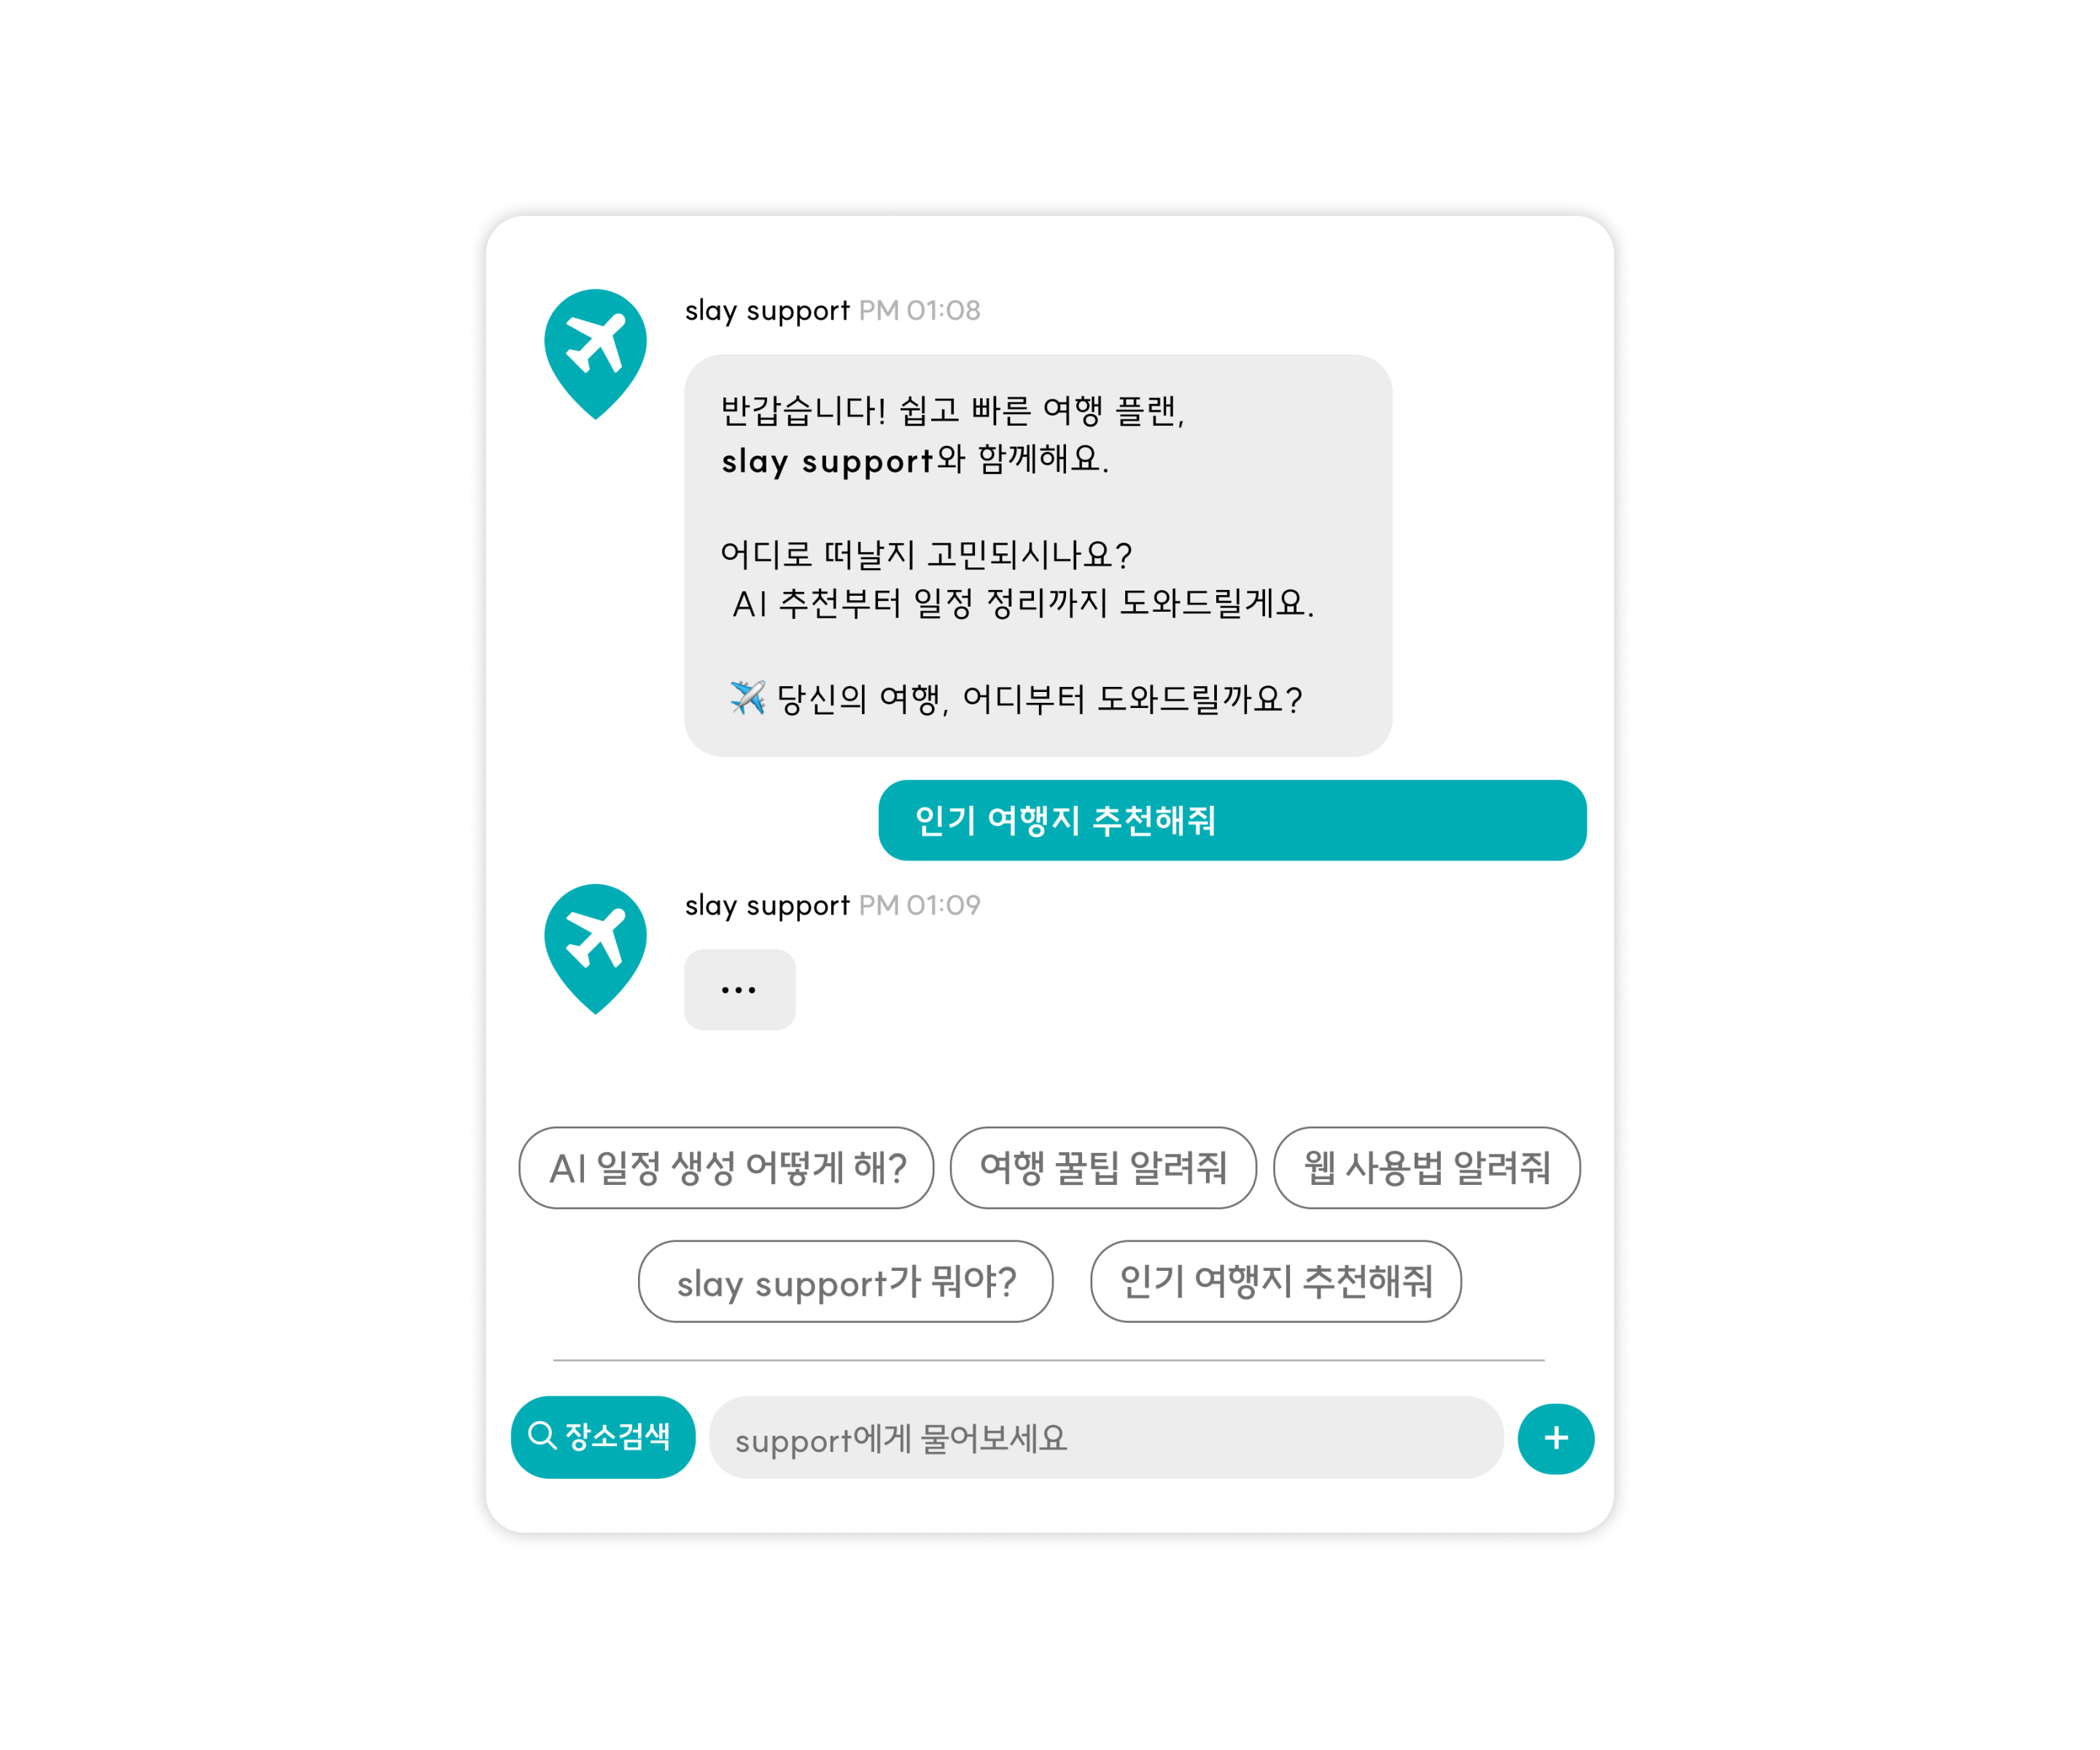 slay support PM 01:08
반갑습니다! 쉽고 빠른 여행 플랜,
slay support와 함께해요.
어디로 떠날지 고민되시나요?
AI 추천부터 일정 정리까지 도와드릴게요.
✈️ 당신의 여행, 어디부터 도와드릴까요?
인기 여행지 추천해줘
slay support PM 01:09
...
AI 일정 생성 어떻게 해? 여행 꿀팁 알려줘 웹 사용법 알려줘
slay support가 뭐야? 인기 여행지 추천해줘
장소검색 support에게 물어보세요 +